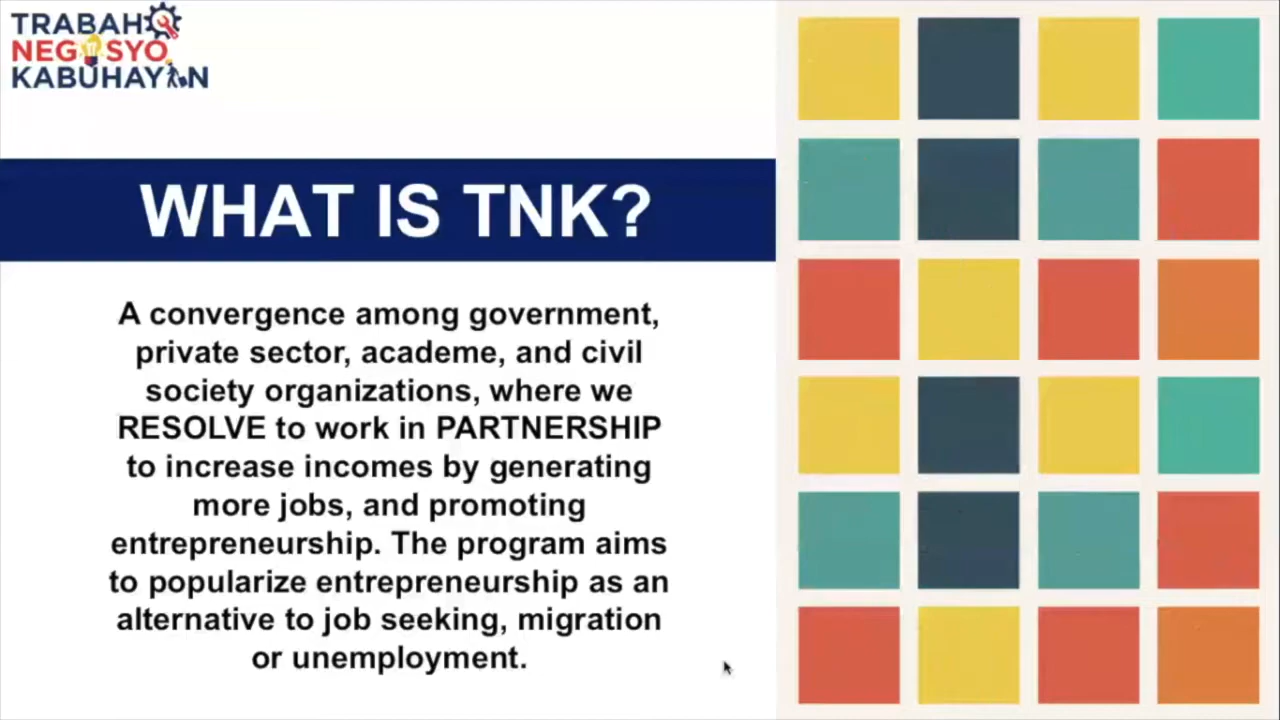 TRABAHO
NEGOSYO
KABUHAYAN
WHAT IS TNK?
A convergence among government,
private sector, academe, and civil
society organizations, where we
RESOLVE to work in PARTNERSHIP
to increase incomes by generating
more jobs, and promoting
entrepreneurship. The program aims
to popularize entrepreneurship as an
alternative to job seeking, migration
or unemployment.